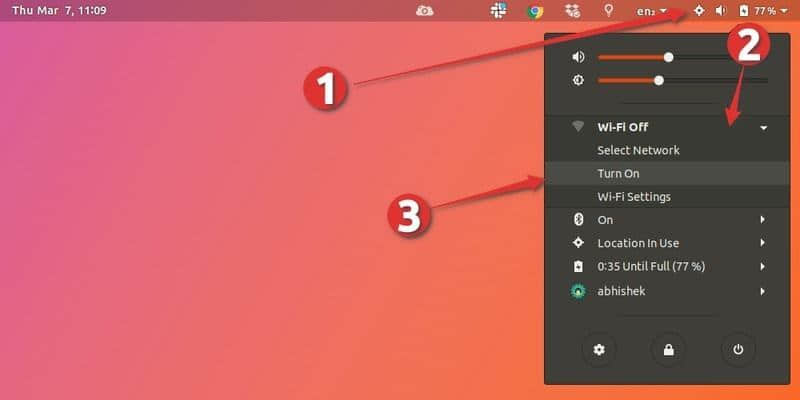 Thu Mar 7, 11:09
en₂
77 %
1
2
Wi-Fi Off
Select Network
Turn On
3
Wi-Fi Settings
On
Location In Use
0:35 Until Full (77 %)
abhishek